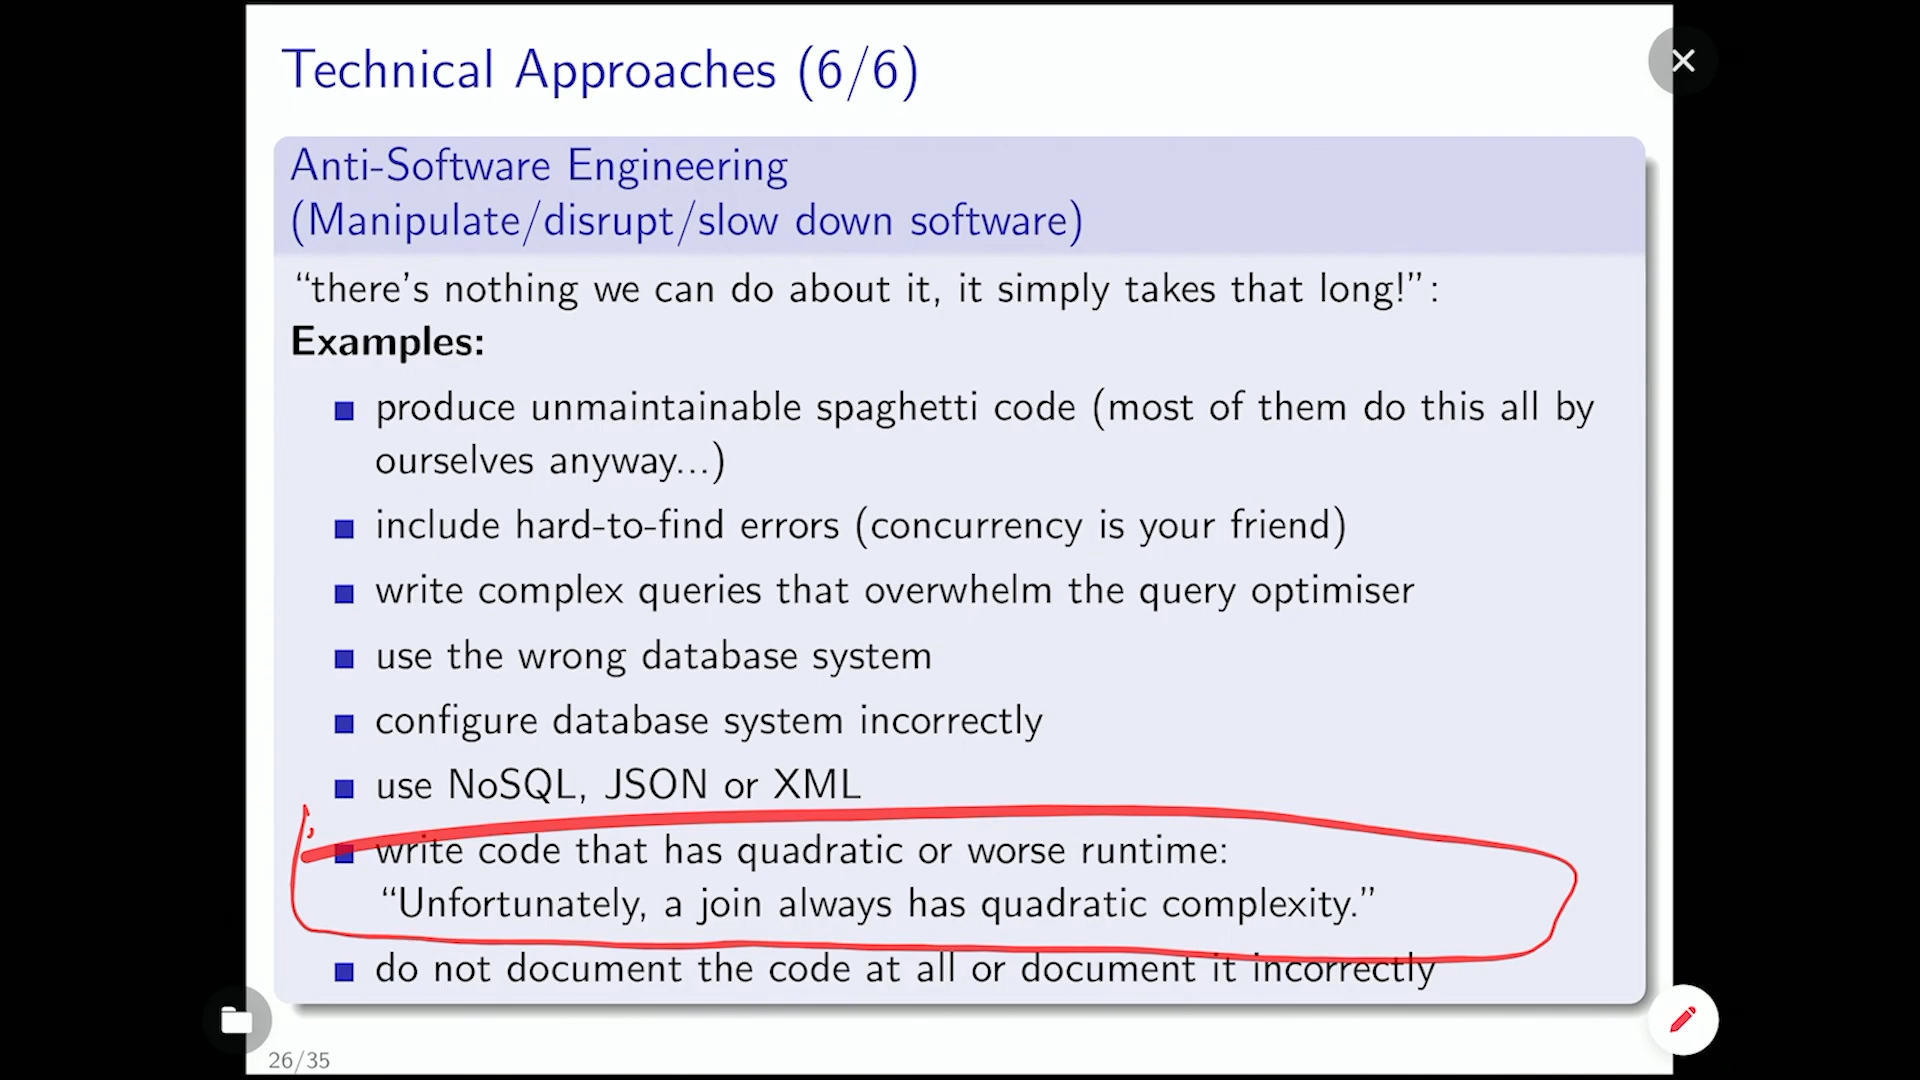 Technical Approaches (6/6)
Anti-Software Engineering
(Manipulate/disrupt/slow down software)
“there’s nothing we can do about it, it simply takes that long!”:
Examples:
produce unmaintainable spaghetti code (most of them do this all by
ourselves anyway...)
include hard-to-find errors (concurrency is your friend)
write complex queries that overwhelm the query optimiser
use the wrong database system
configure database system incorrectly
use NoSQL, JSON or XML
write code that has quadratic or worse runtime:
“Unfortunately, a join always has quadratic complexity.”
do not document the code at all or document it incorrectly
26/35